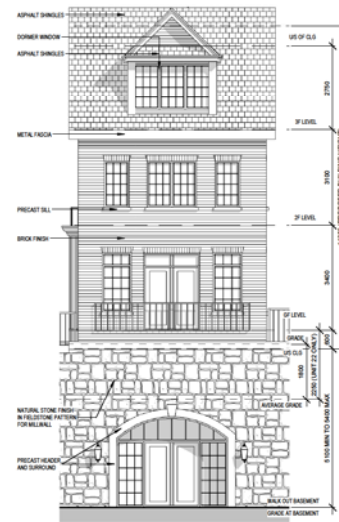 ASPHALT SHINGLES
DORMER WINDOW
ASPHALT SHINGLES
METAL FASCIA
PRECAST SILL
BRICK FINISH
NATURAL STONE FINISH
IN FIELDSTONE PATTERN
FOR MILLWALL
PRECAST HEADER
AND SURROUND
U/S OF CLG
2750
3F LEVEL
3100
2F LEVEL
3400
GF LEVEL
GRADE
600
U/S CLG
1800
2250 (UNIT 22 ONLY)
AVERAGE GRADE
5100 MIN TO 5400 MAX
WALK OUT BASEMENT
GRADE AT BASEMENT